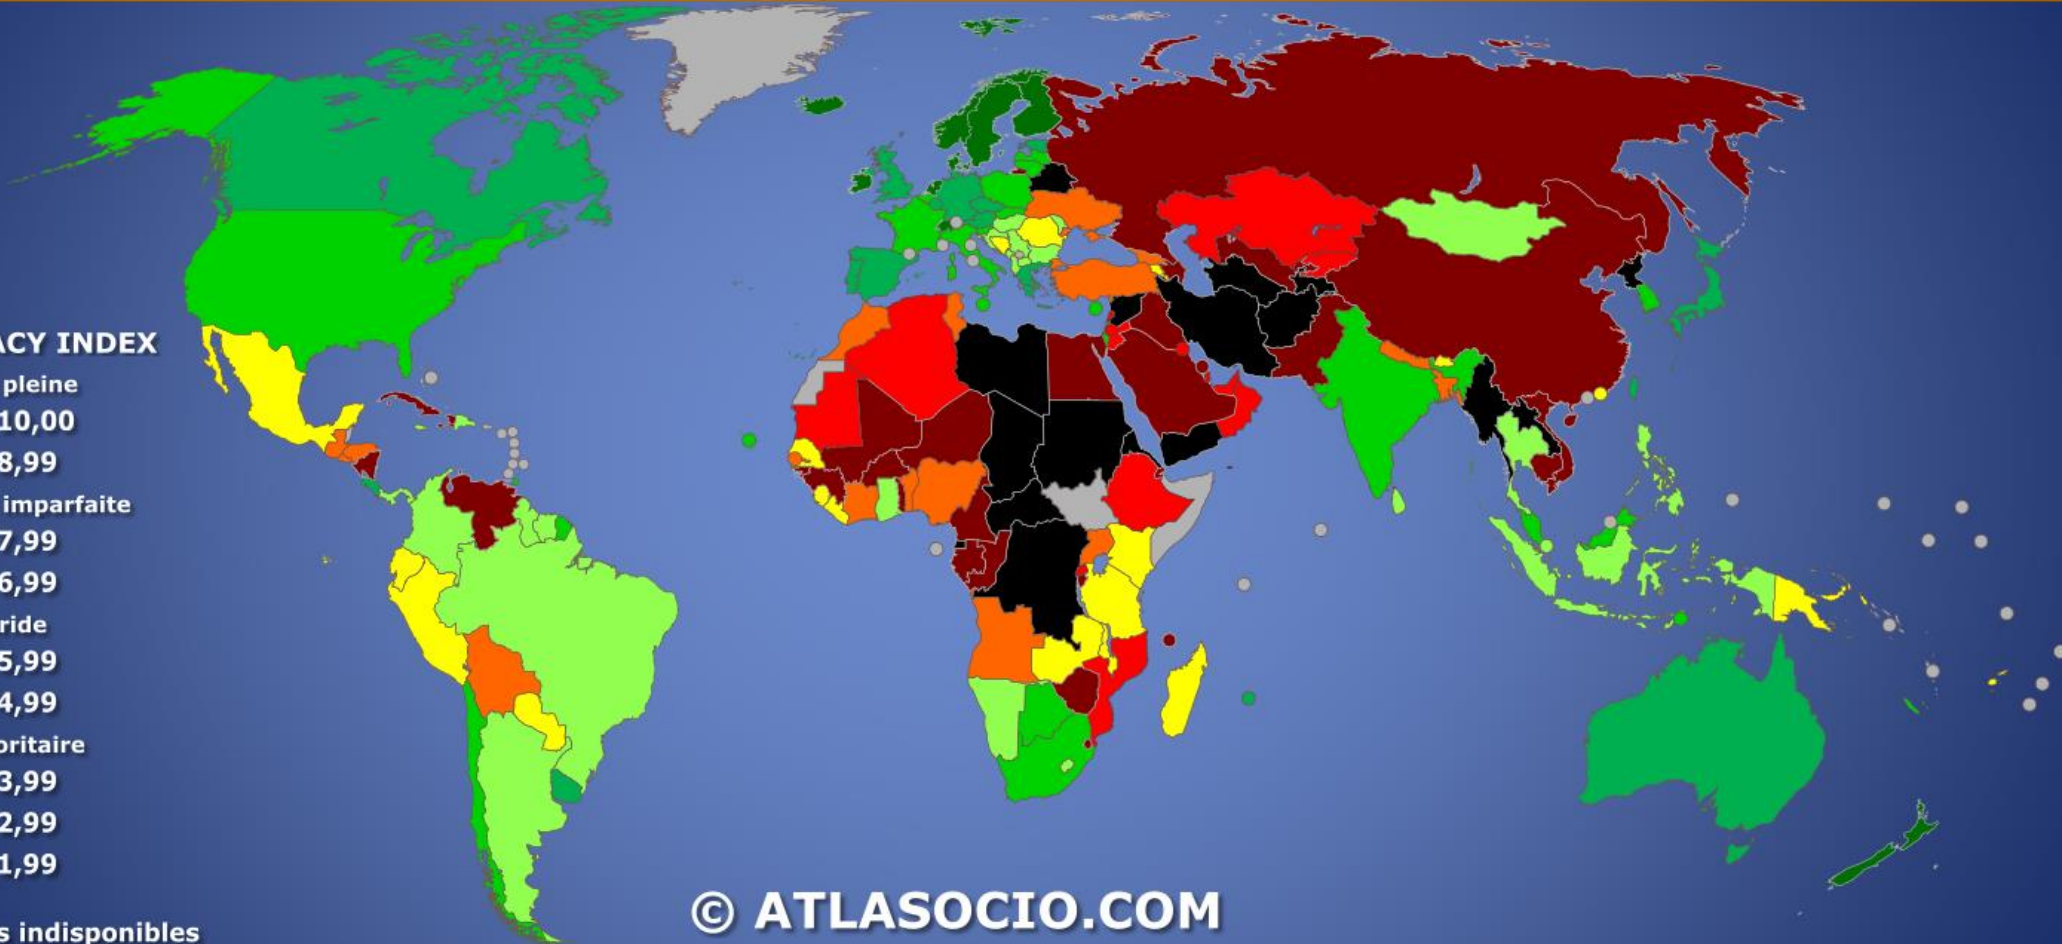 ACY INDEX
pleine
10,00
8,99
imparfaite
7,99
6,99
ride
5,99
4,99
oritaire
3,99
2,99
1,99
s indisponibles
© ATLASOCIO.COM